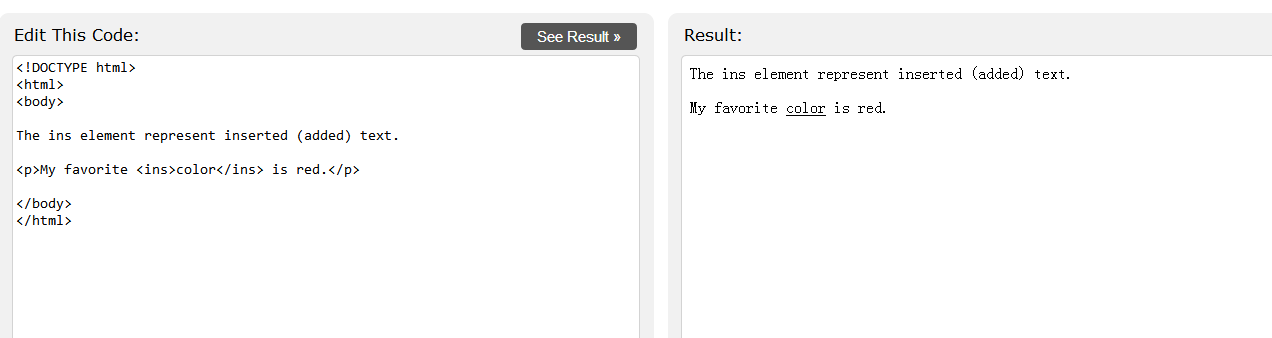 Edit This Code:
See Result »
<!DOCTYPE html>
<html>
<body>
The ins element represent inserted (added) text.
<p>My favorite <ins>color</ins> is red.</p>
</body>
</html>
Result:
The ins element represent inserted (added) text.
My favorite color is red.